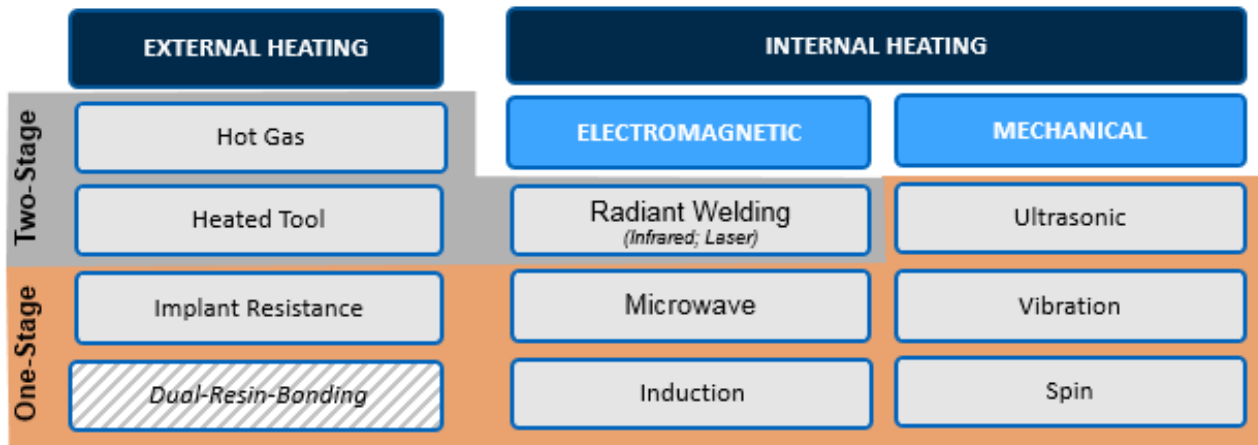 EXTERNAL HEATING
INTERNAL HEATING
Two-Stage
Hot Gas
ELECTROMAGNETIC
MECHANICAL
Heated Tool
Radiant Welding
(Infrared; Laser)
Ultrasonic
One-Stage
Implant Resistance
Microwave
Vibration
Dual-Resin-Bonding
Induction
Spin